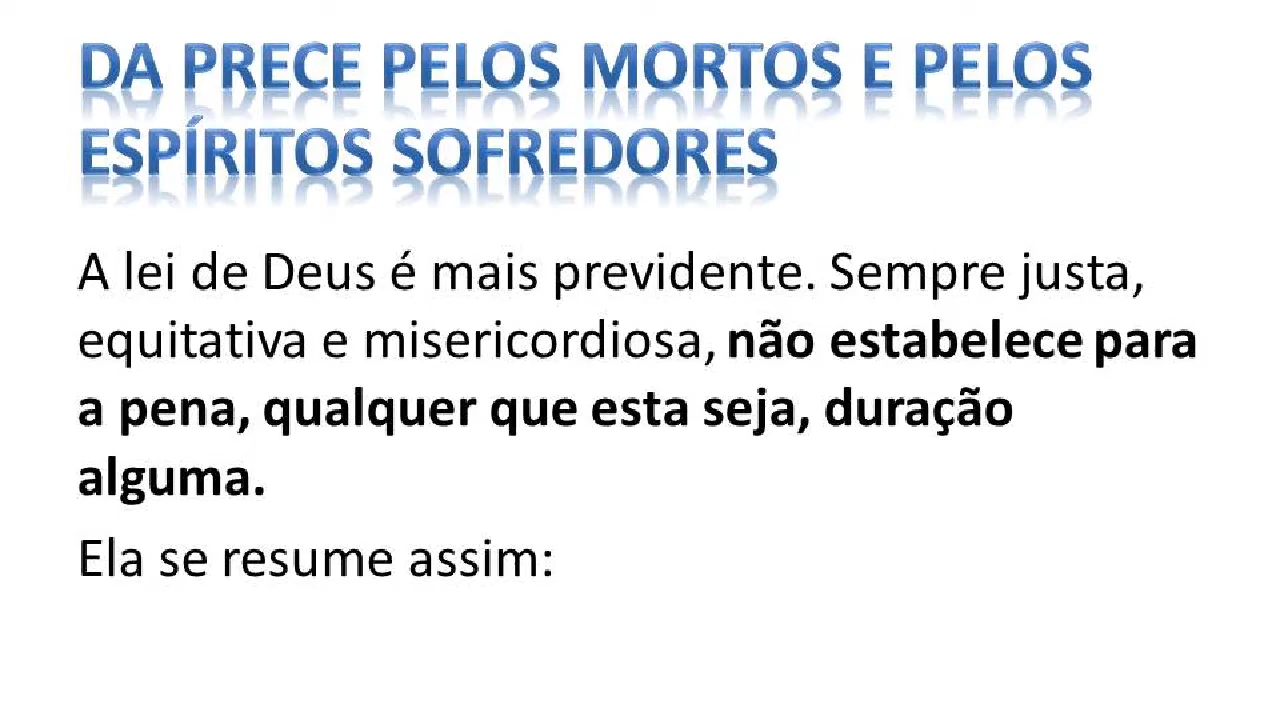 DA PRECE PELOS MORTOS E PELOS
ESPÍRITOS SOFREDORES
A lei de Deus é mais previdente. Sempre justa,
equitativa e misericordiosa, não estabelece para
a pena, qualquer que esta seja, duração
alguma.
Ela se resume assim: